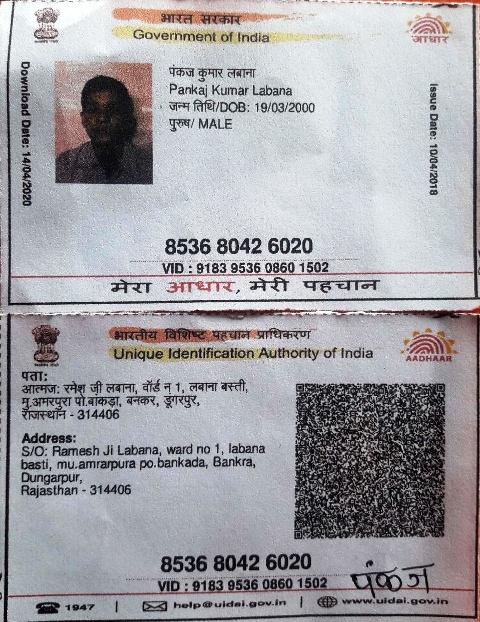 भारत सरकार
Government of India
आधार
Download Date: 14/04/2020
पंकज कुमार लबाना
Pankaj Kumar Labana
जन्म तिथि/DOB: 19/03/2000
पुरुष/ MALE
Issue Date: 10/04/2018
8536 8042 6020
VID : 9183 9536 0860 1502
मेरा आधार, मेरी पहचान
भारतीय विशिष्ट पहचान प्राधिकरण
Unique Identification Authority of India
AADHAAR
पता:
आत्मज: रमेश जी लबाना, वॉर्ड न 1, लबाना बस्ती,
मु.अमरपुरा पो.बांकड़ा, बनकर, डूंगरपुर,
राजस्थान - 314406
Address:
S/O: Ramesh Ji Labana, ward no 1, labana
basti, mu.amrarpura po.bankada, Bankra,
Dungarpur,
Rajasthan - 314406
8536 8042 6020
VID : 9183 9536 0860 1502
पंकज
1947 | help@uidai.gov.in | www.uidai.gov.in